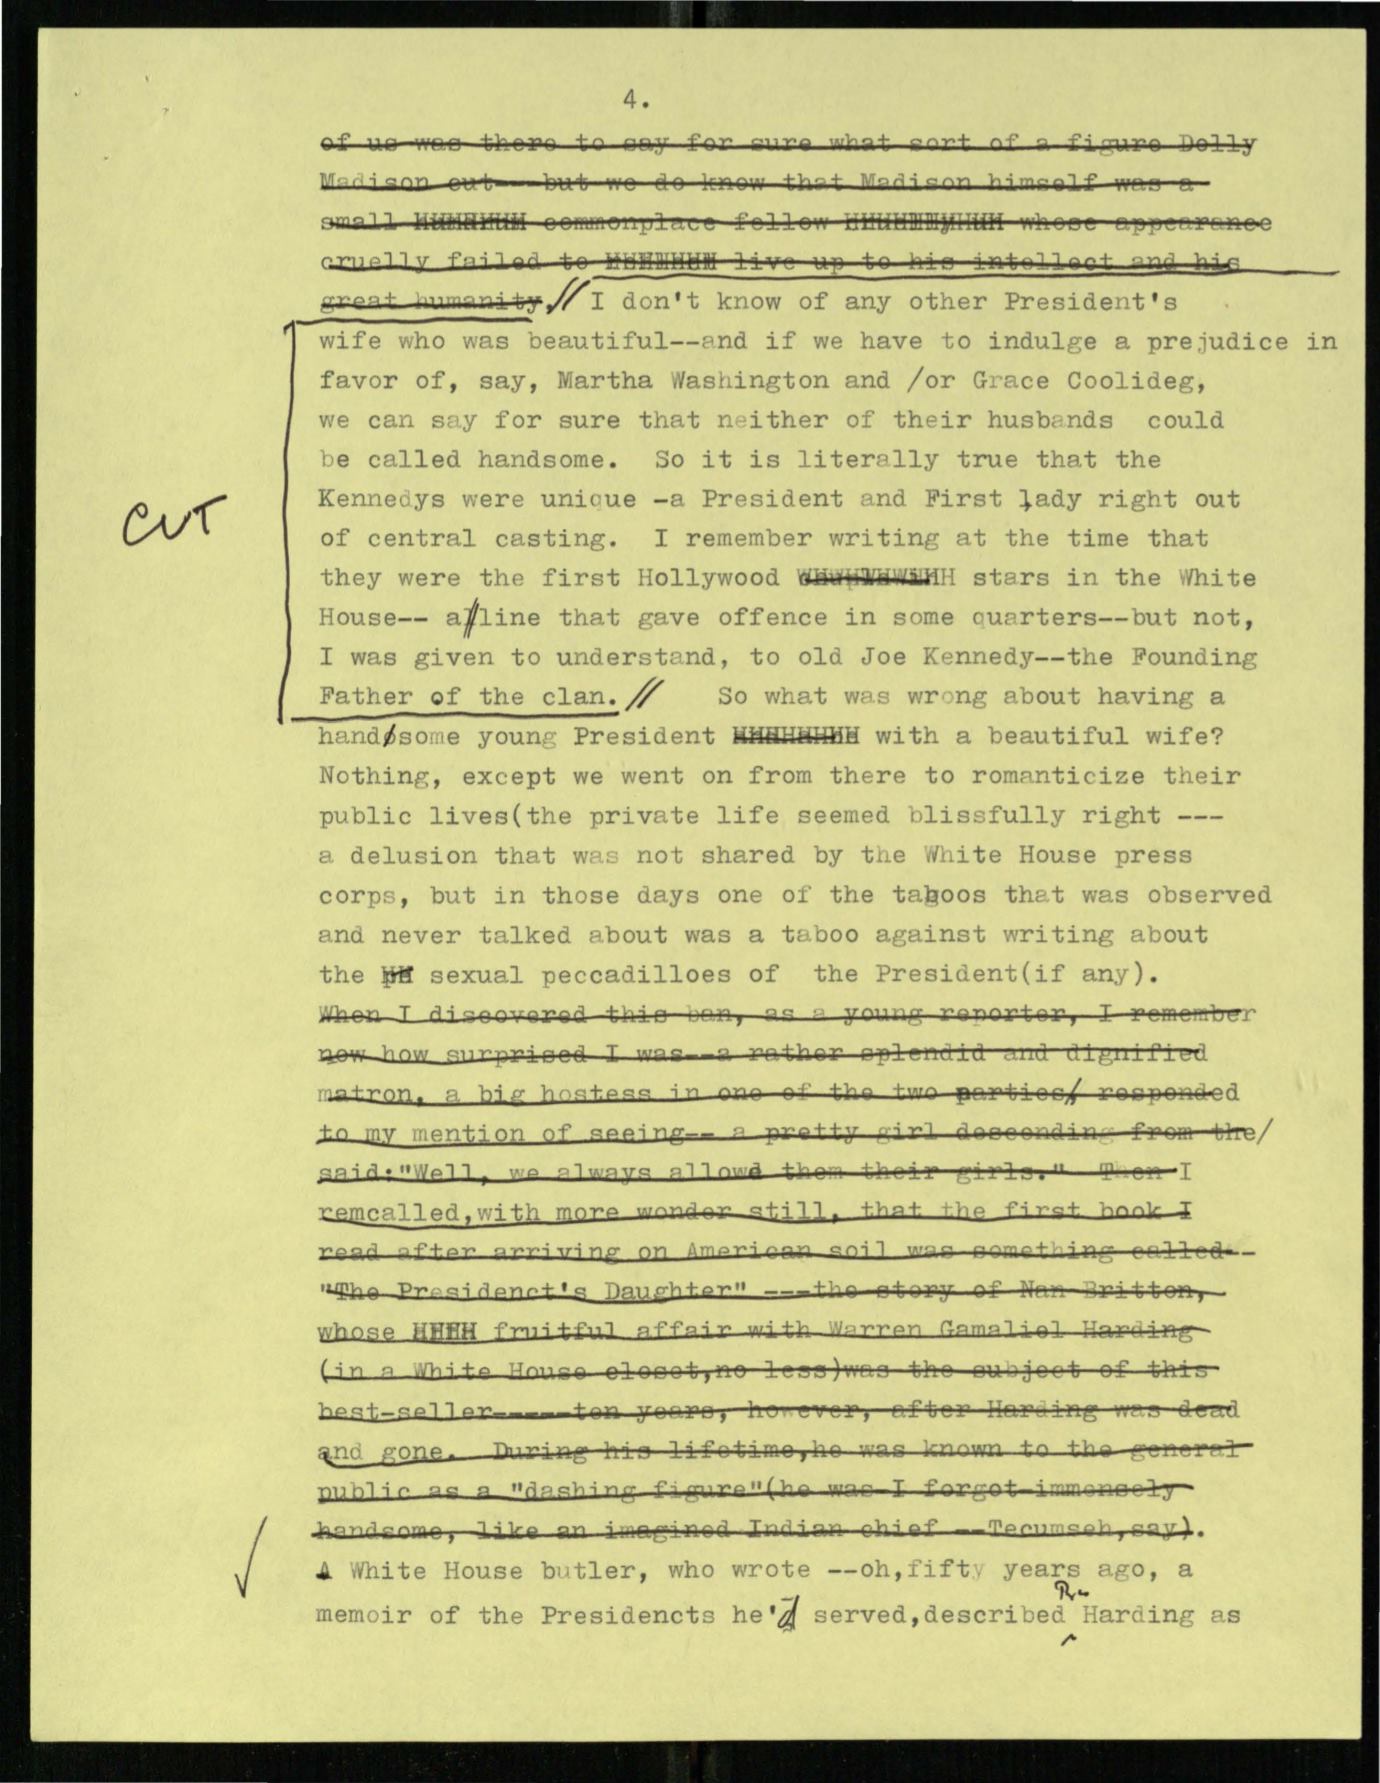 4.
of us was there to say for sure what sort of a figure Dolly
Madison cut---but we do know that Madison himself was a
small commonplace fellow whose appearance
cruelly failed to live up to his intellect and his
great humanity.// I don't know of any other President's
wife who was beautiful--and if we have to indulge a prejudice in
favor of, say, Martha Washington and /or Grace Coolideg,
we can say for sure that neither of their husbands could
be called handsome. So it is literally true that the
Kennedys were unique -a President and First lady right out
CUT
of central casting. I remember writing at the time that
they were the first Hollywood stars in the White
House-- a//line that gave offence in some quarters--but not,
I was given to understand, to old Joe Kennedy--the Founding
Father of the clan.// So what was wrong about having a
hand/some young President with a beautiful wife?
Nothing, except we went on from there to romanticize their
public lives(the private life seemed blissfully right ---
a delusion that was not shared by the White House press
corps, but in those days one of the taboos that was observed
and never talked about was a taboo against writing about
the sexual peccadilloes of the President(if any).
When I discovered this ban, as a young reporter, I remember
now how surprised I was--a rather splendid and dignified
matron, a big hostess in one of the two parties/ responded
to my mention of seeing-- a pretty girl descending from the/
said:"Well, we always allowd them their girls." Then I
remcalled,with more wonder still, that the first book I
read after arriving on American soil was something called--
"The Presidenct's Daughter" ---the story of Nan Britton,
whose fruitful affair with Warren Gamaliel Harding
(in a White House closet,no less)was the subject of this
best-seller-----ten years, however, after Harding was dead
and gone. During his lifetime,he was known to the general
public as a "dashing figure"(he was I forgot immensely
handsome, like an imagined Indian chief --Tecumseh,say).
A White House butler, who wrote --oh,fifty years ago, a
memoir of the Presidencts he'd served,described Harding as